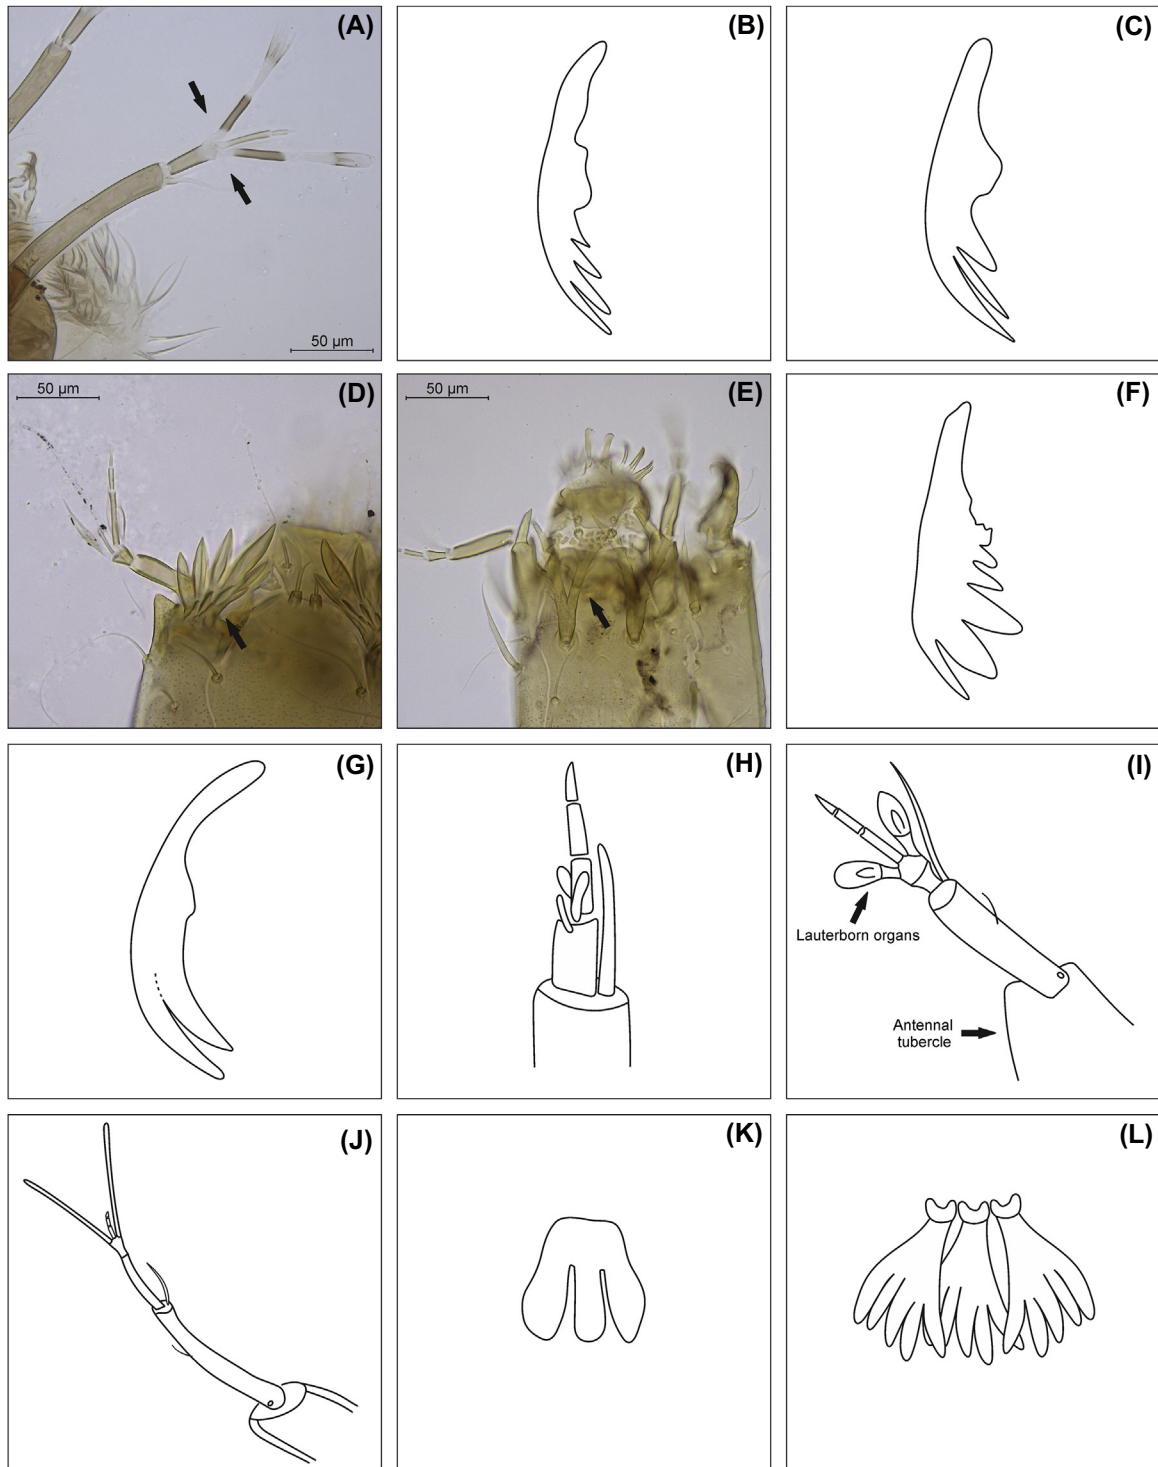 (A)
50 µm
(B)
(C)
50 µm
(D)
50 µm
(E)
(F)
(G)
(H)
(I)
Lauterborn organs
Antennal
tubercle
(J)
(K)
(L)